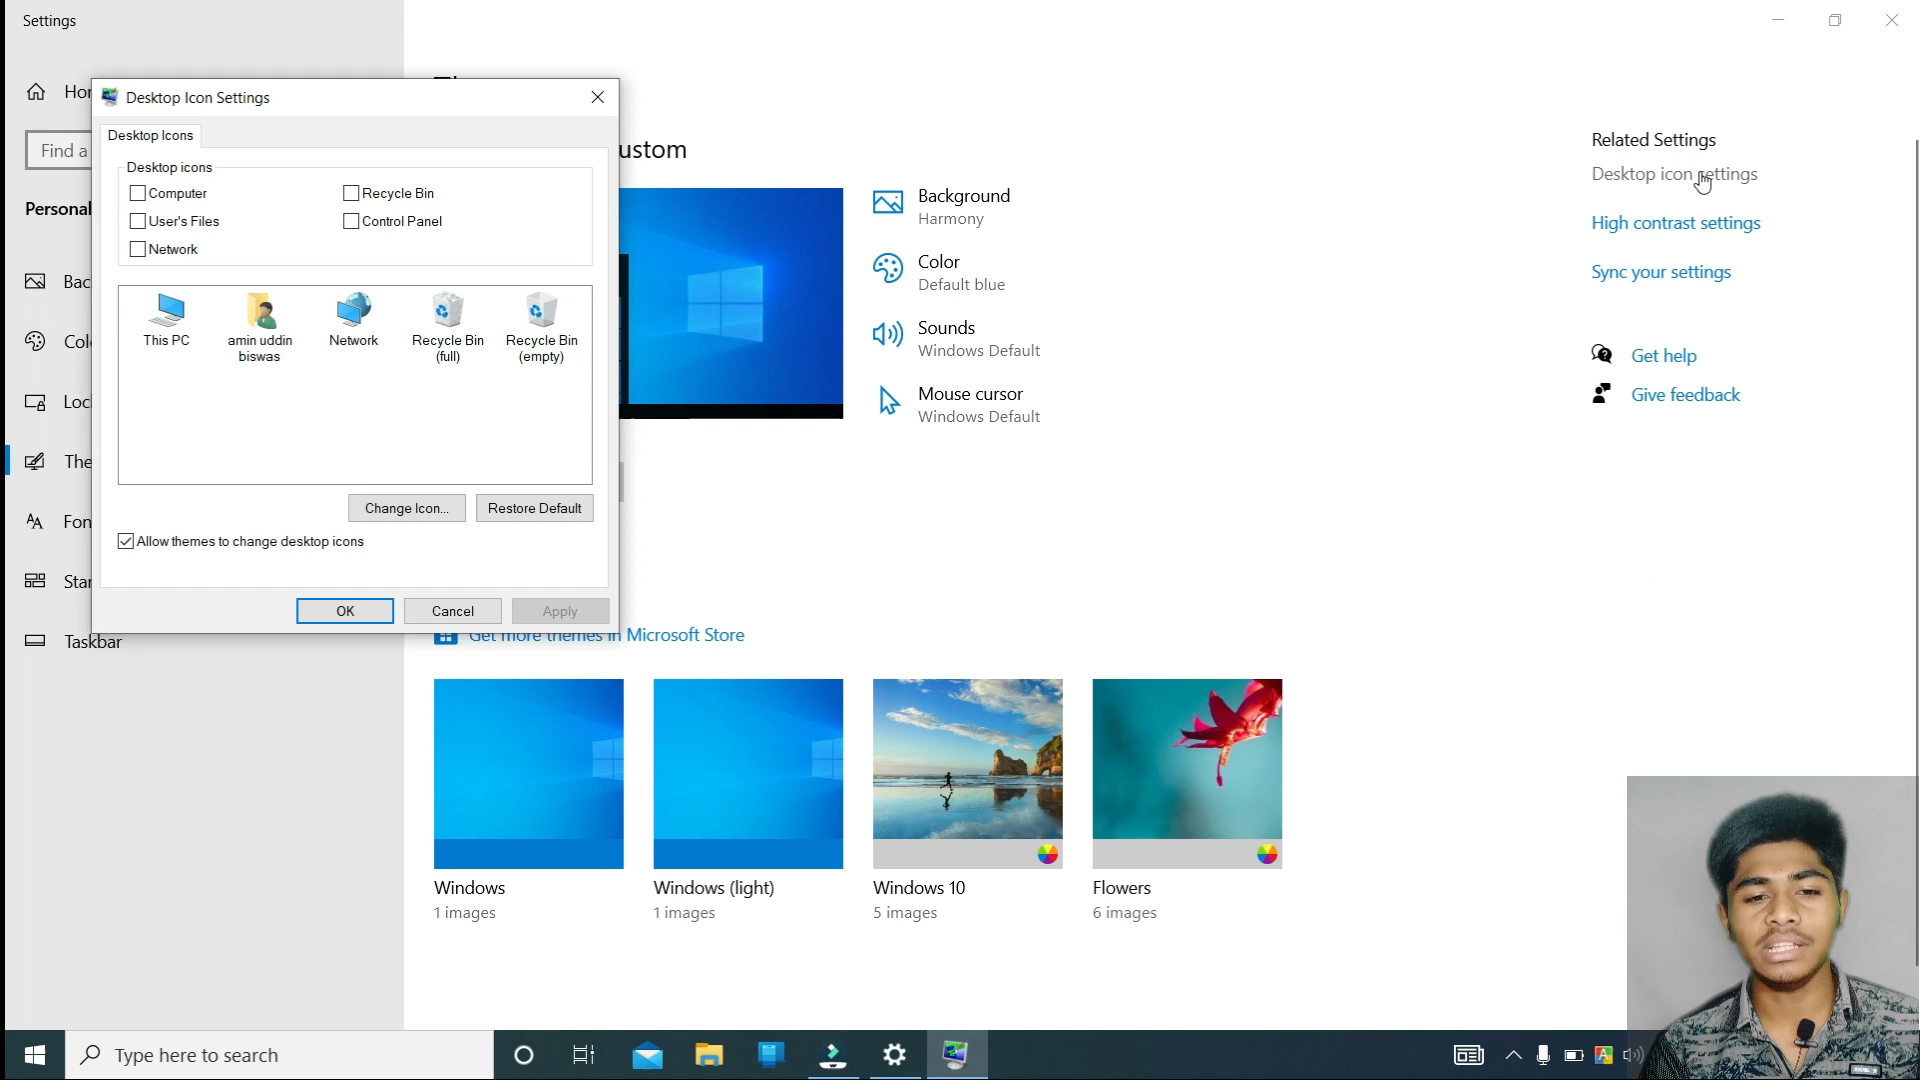 Settings
Hor
Find a
Personal
Bac
Col
Loc
The
Fon
Star
Taskbar
Desktop Icon Settings
Desktop Icons
Desktop icons
Computer
Recycle Bin
User's Files
Control Panel
Network
This PC
amin uddin
biswas
Network
Recycle Bin
(full)
Recycle Bin
(empty)
Change Icon...
Restore Default
Allow themes to change desktop icons
OK
Cancel
Apply
ustom
Background
Harmony
Color
Default blue
Sounds
Windows Default
Mouse cursor
Windows Default
Get more themes in Microsoft Store
Windows
1 images
Windows (light)
1 images
Windows 10
5 images
Flowers
6 images
Related Settings
Desktop icon settings
High contrast settings
Sync your settings
Get help
Give feedback
Type here to search